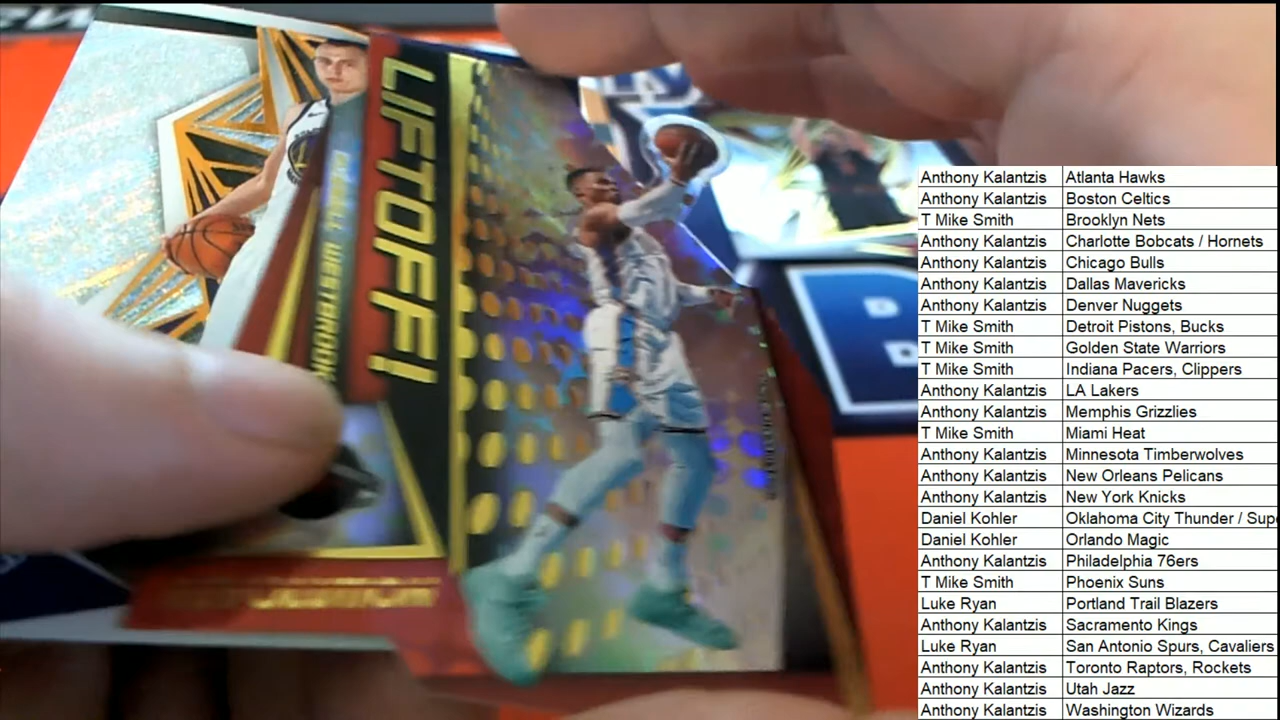 LIFTOFF!
RUSSELL WESTBROOK
Anthony Kalantzis Atlanta Hawks
Anthony Kalantzis Boston Celtics
T Mike Smith Brooklyn Nets
Anthony Kalantzis Charlotte Bobcats / Hornets
Anthony Kalantzis Chicago Bulls
Anthony Kalantzis Dallas Mavericks
Anthony Kalantzis Denver Nuggets
T Mike Smith Detroit Pistons, Bucks
T Mike Smith Golden State Warriors
T Mike Smith Indiana Pacers, Clippers
Anthony Kalantzis LA Lakers
Anthony Kalantzis Memphis Grizzlies
T Mike Smith Miami Heat
Anthony Kalantzis Minnesota Timberwolves
Anthony Kalantzis New Orleans Pelicans
Anthony Kalantzis New York Knicks
Daniel Kohler Oklahoma City Thunder / Sup
Daniel Kohler Orlando Magic
Anthony Kalantzis Philadelphia 76ers
T Mike Smith Phoenix Suns
Luke Ryan Portland Trail Blazers
Anthony Kalantzis Sacramento Kings
Luke Ryan San Antonio Spurs, Cavaliers
Anthony Kalantzis Toronto Raptors, Rockets
Anthony Kalantzis Utah Jazz
Anthony Kalantzis Washington Wizards